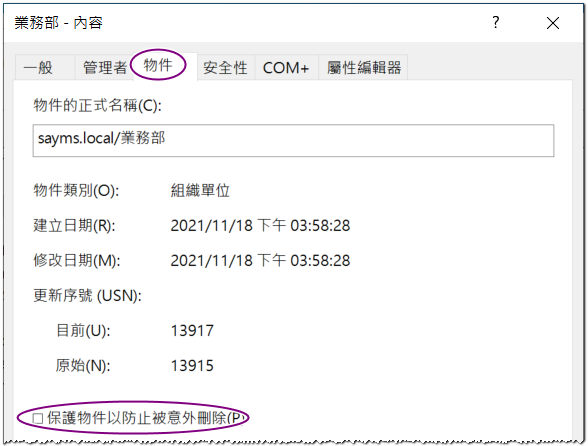 業務部 - 內容 ?
一般 管理者 物件 安全性 COM+ 屬性編輯器
物件的正式名稱(C):
sayms.local/業務部
物件類別(O): 組織單位
建立日期(R): 2021/11/18 下午 03:58:28
修改日期(M): 2021/11/18 下午 03:58:28
更新序號 (USN):
目前(U): 13917
原始(N): 13915
保護物件以防止被意外刪除(P)